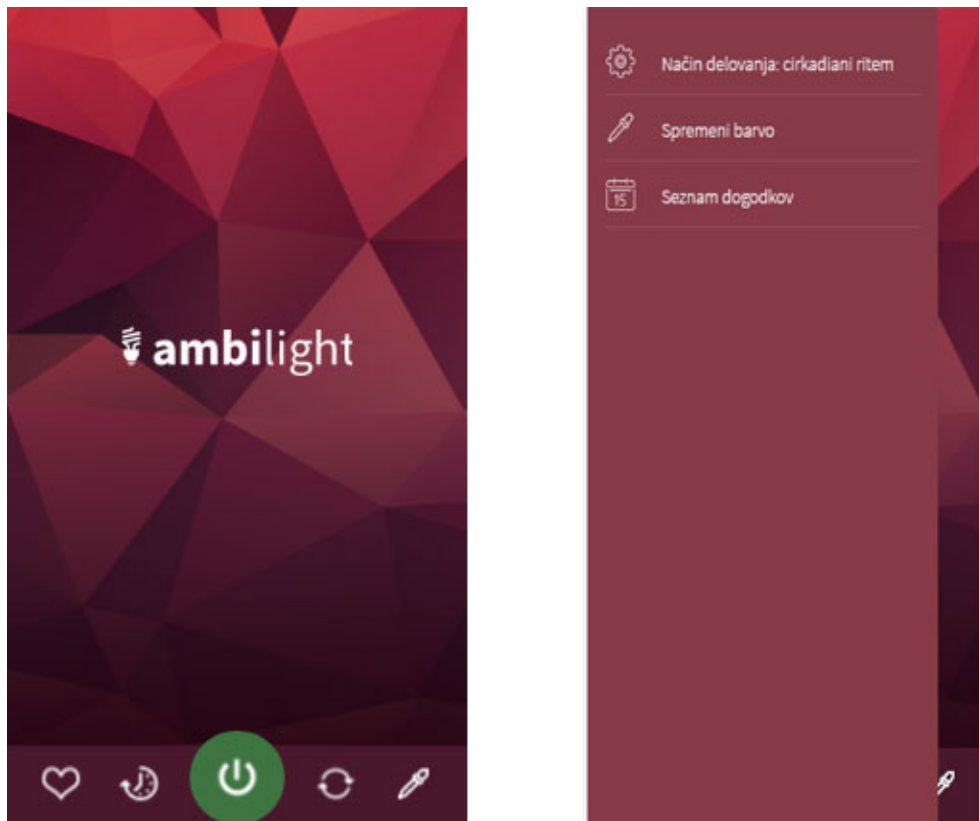 ambilight
Način delovanja: cirkadiani ritem
Spremeni barvo
15
Seznam dogodkov